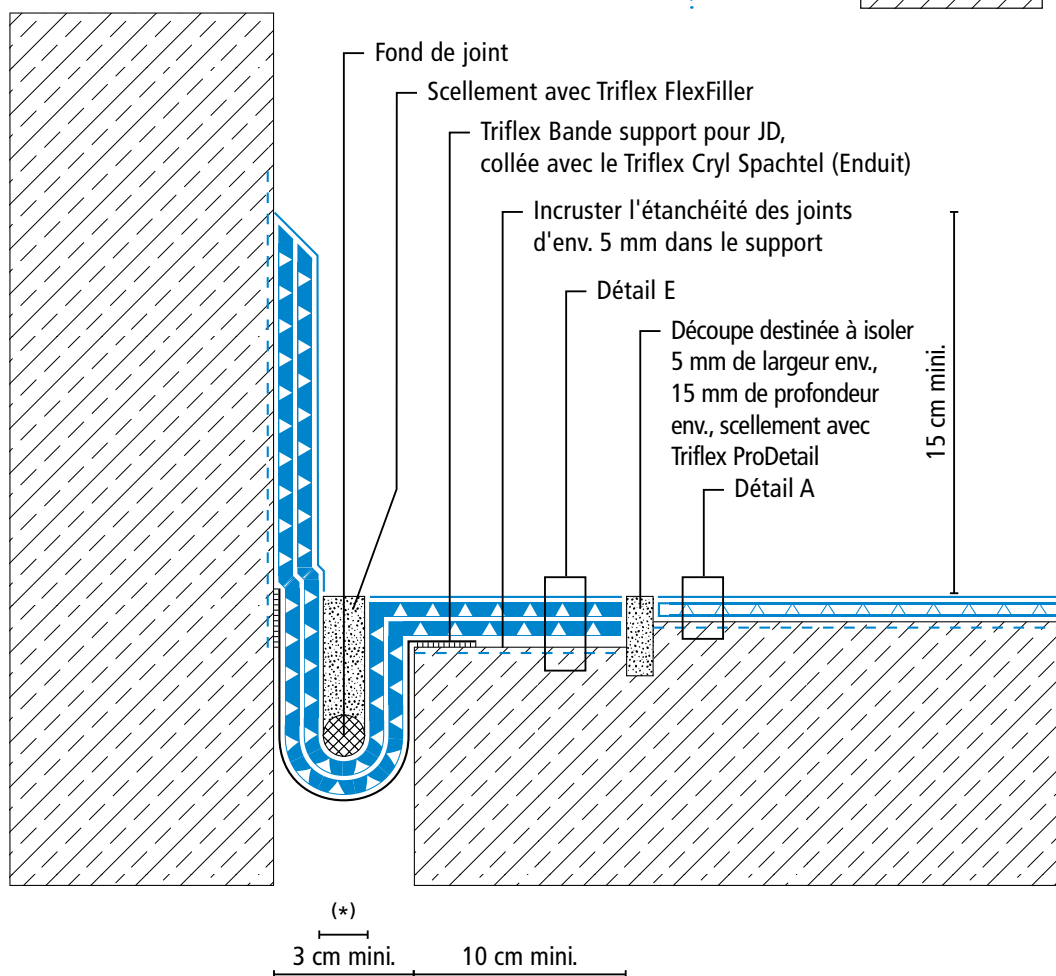 Fond de joint
Scellement avec Triflex FlexFiller
Triflex Bande support pour JD,
collée avec le Triflex Cryl Spachtel (Enduit)
Incruster l'étanchéité des joints
d'env. 5 mm dans le support
Détail E
Découpe destinée à isoler
5 mm de largeur env.,
15 mm de profondeur
env., scellement avec
Triflex ProDetail
15 cm mini.
Détail A
(*)
3 cm mini.
10 cm mini.